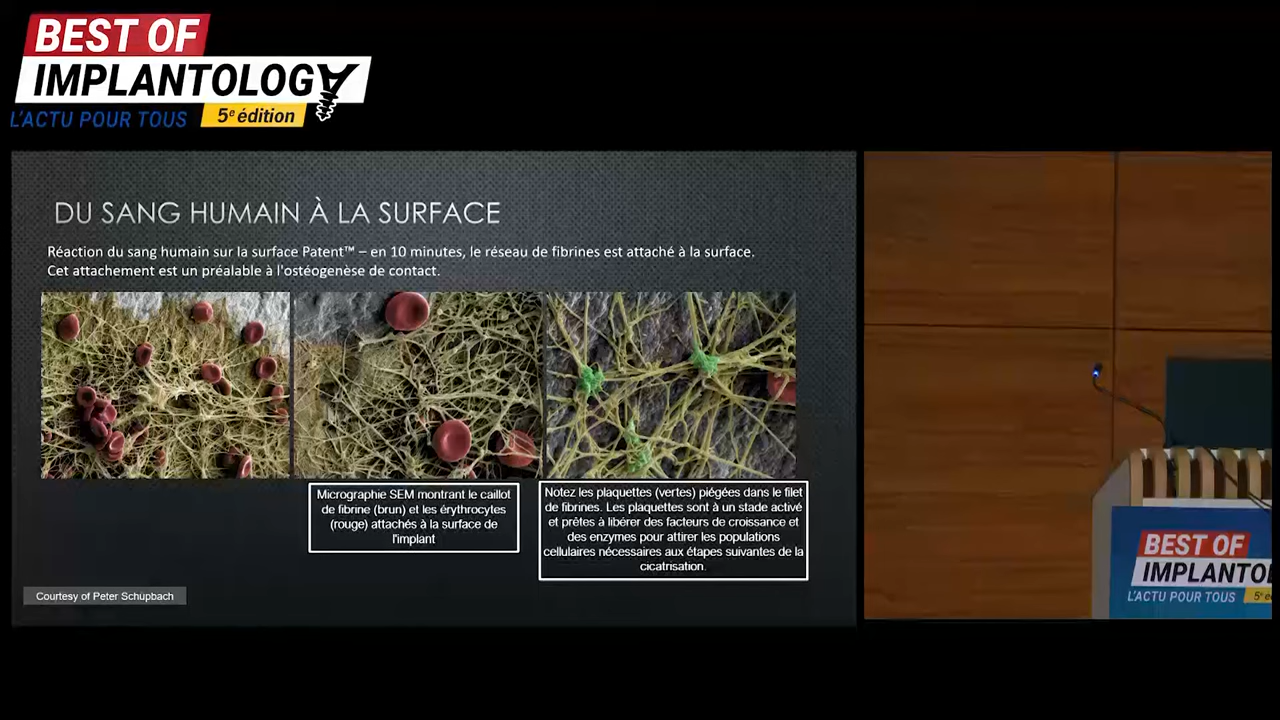 BEST OF
IMPLANTOLOGY
L'ACTU POUR TOUS
5e édition
DU SANG HUMAIN À LA SURFACE
Réaction du sang humain sur la surface Patent™ – en 10 minutes, le réseau de fibrines est attaché à la surface.
Cet attachement est un préalable à l'ostéogenèse de contact.
Micrographie SEM montrant le caillot
de fibrine (brun) et les érythrocytes
(rouge) attachés à la surface de
l'implant
Notez les plaquettes (vertes) piégées dans le filet
de fibrines. Les plaquettes sont à un stade activé
et prêtes à libérer des facteurs de croissance et
des enzymes pour attirer les populations
cellulaires nécessaires aux étapes suivantes de la
cicatrisation.
Courtesy of Peter Schüpbach
BEST OF
IMPLANTO
L'ACTU POUR TOUS
5e é